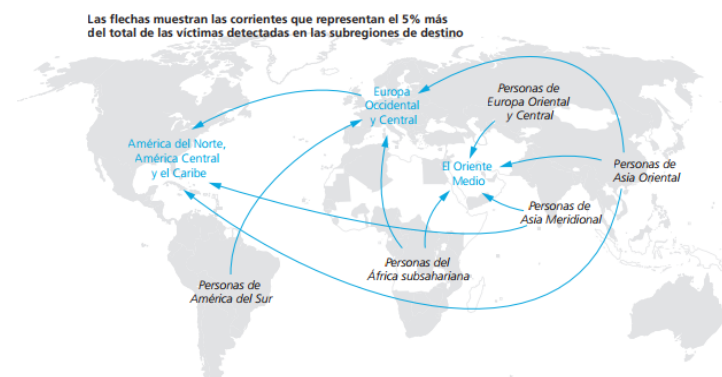 Las flechas muestran las corrientes que representan el 5% más
del total de las víctimas detectadas en las subregiones de destino
Europa
Occidental
y Central
Personas de
Europa Oriental
y Central
América del Norte,
América Central
y el Caribe
El Oriente
Medio
Personas de
Asia Oriental
Personas de
Asia Meridional
Personas del
África subsahariana
Personas de
América del Sur